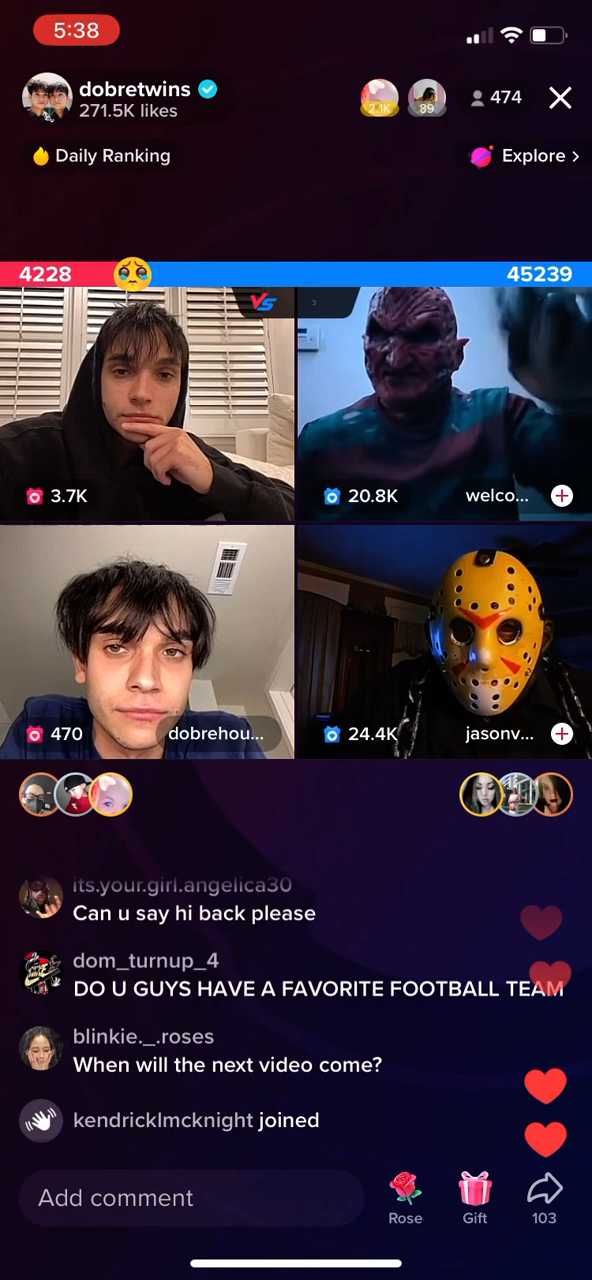 5:38
dobretwins
271.5K likes
2.1K
89
474
Daily Ranking
Explore >
4228
45239
VS
3
3.7K
20.8K
welco...
470
dobrehou...
24.4K
jasonv...
its.your.girl.angelica30
Can u say hi back please
dom_turnup_4
DO U GUYS HAVE A FAVORITE FOOTBALL TEAM
blinkie._.roses
When will the next video come?
kendricklmcknight joined
Add comment
Rose
Gift
103